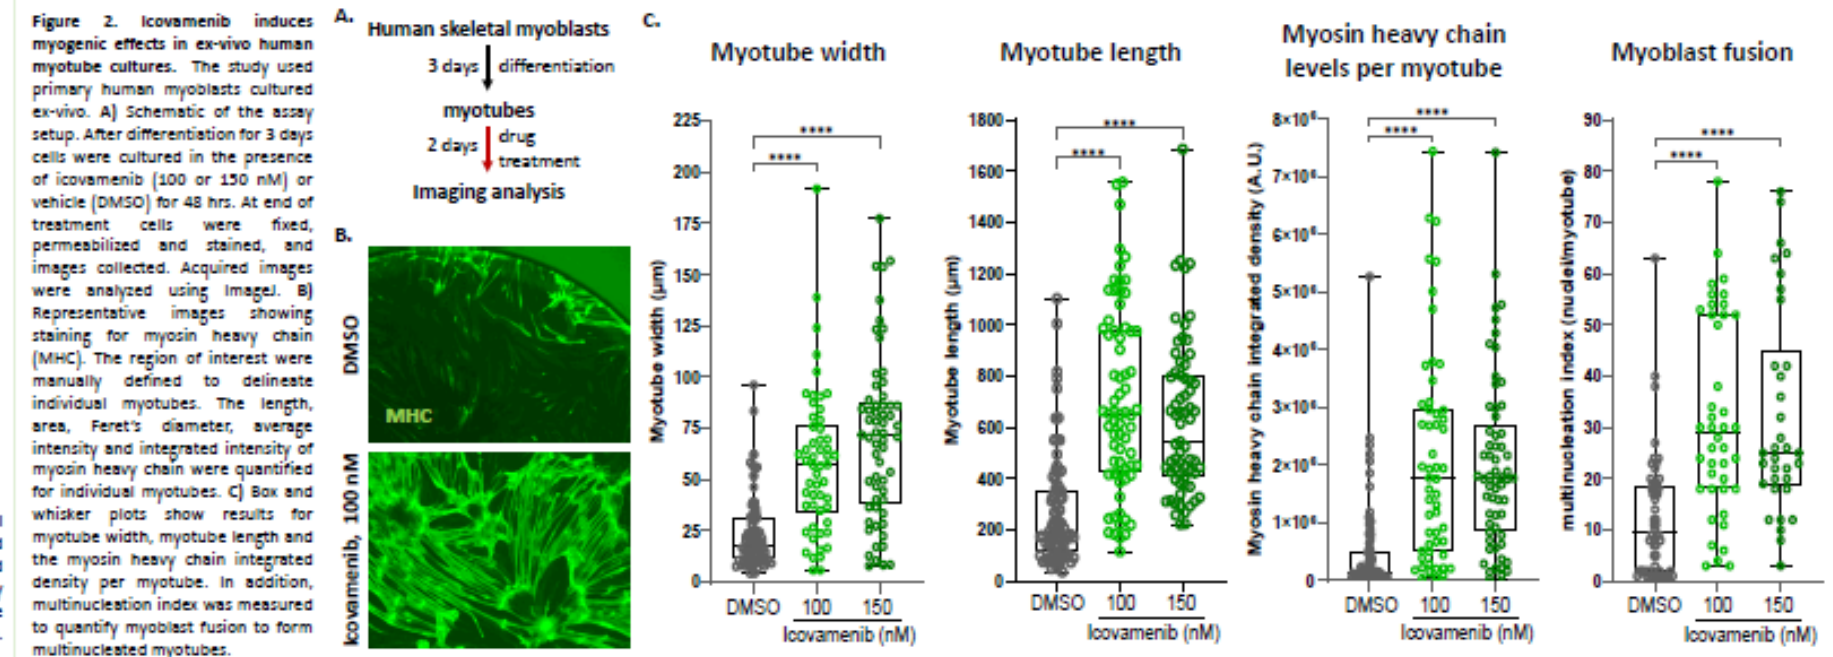 Figure 2. Icovamenib induces
myogenic effects in ex-vivo human
myotube cultures. The study used
primary human myoblasts cultured
ex-vivo. A) Schematic of the assay
setup. After differentiation for 3 days
cells were cultured in the presence
of icovamenib (100 or 150 nM) or
vehicle (DMSO) for 48 hrs. At end of
treatment cells were fixed,
permeabilized and stained, and
images collected. Acquired images
were analyzed using ImageJ. B)
Representative images showing
staining for myosin heavy chain
(MHC). The region of interest were
manually defined to delineate
individual myotubes. The length,
area, Feret's diameter, average
intensity and integrated intensity of
myosin heavy chain were quantified
for individual myotubes. C) Box and
whisker plots show results for
myotube width, myotube length and
the myosin heavy chain integrated
density per myotube. In addition,
multinucleation index was measured
to quantify myoblast fusion to form
multinucleated myotubes.
A.
Human skeletal myoblasts
3 days differentiation
myotubes
2 days drug
treatment
Imaging analysis
B.
DMSO
MHC
Icovamenib, 100 nM
C.
Myotube width
Myotube width (µm)
225
200
175
150
125
100
75
50
25
0
****
****
DMSO 100 150
Icovamenib (nM)
Myotube length
Myotube length (µm)
1800
1600
1400
1200
1000
800
600
400
200
0
****
****
DMSO 100 150
Icovamenib (nM)
Myosin heavy chain
levels per myotube
Myosin heavy chain integrated density (A.U.)
8×10⁶
7×10⁶
6×10⁶
5×10⁶
4×10⁶
3×10⁶
2×10⁶
1×10⁶
0
****
****
DMSO 100 150
Icovamenib (nM)
Myoblast fusion
multinucleation index (nuclei/myotube)
90
80
70
60
50
40
30
20
10
0
****
****
DMSO 100 150
Icovamenib (nM)